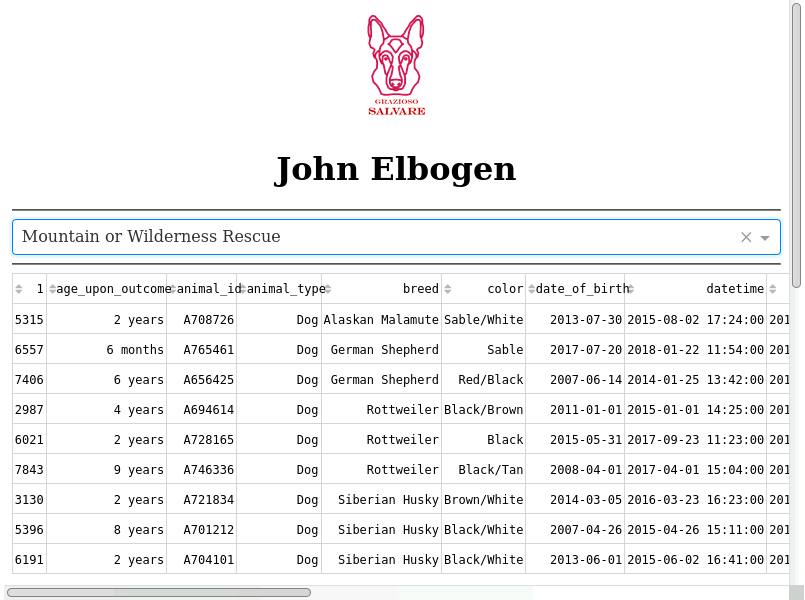 GRAZIOSO
SALVARE
John Elbogen
Mountain or Wilderness Rescue
1 age_upon_outcome animal_id animal_type breed color date_of_birth datetime
5315 2 years A708726 Dog Alaskan Malamute Sable/White 2013-07-30 2015-08-02 17:24:00 201
6557 6 months A765461 Dog German Shepherd Sable 2017-07-20 2018-01-22 11:54:00 201
7406 6 years A656425 Dog German Shepherd Red/Black 2007-06-14 2014-01-25 13:42:00 201
2987 4 years A694614 Dog Rottweiler Black/Brown 2011-01-01 2015-01-01 14:25:00 201
6021 2 years A728165 Dog Rottweiler Black 2015-05-31 2017-09-23 11:23:00 201
7843 9 years A746336 Dog Rottweiler Black/Tan 2008-04-01 2017-04-01 15:04:00 201
3130 2 years A721834 Dog Siberian Husky Brown/White 2014-03-05 2016-03-23 16:23:00 201
5396 8 years A701212 Dog Siberian Husky Black/White 2007-04-26 2015-04-26 15:11:00 201
6191 2 years A704101 Dog Siberian Husky Black/White 2013-06-01 2015-06-02 16:41:00 201